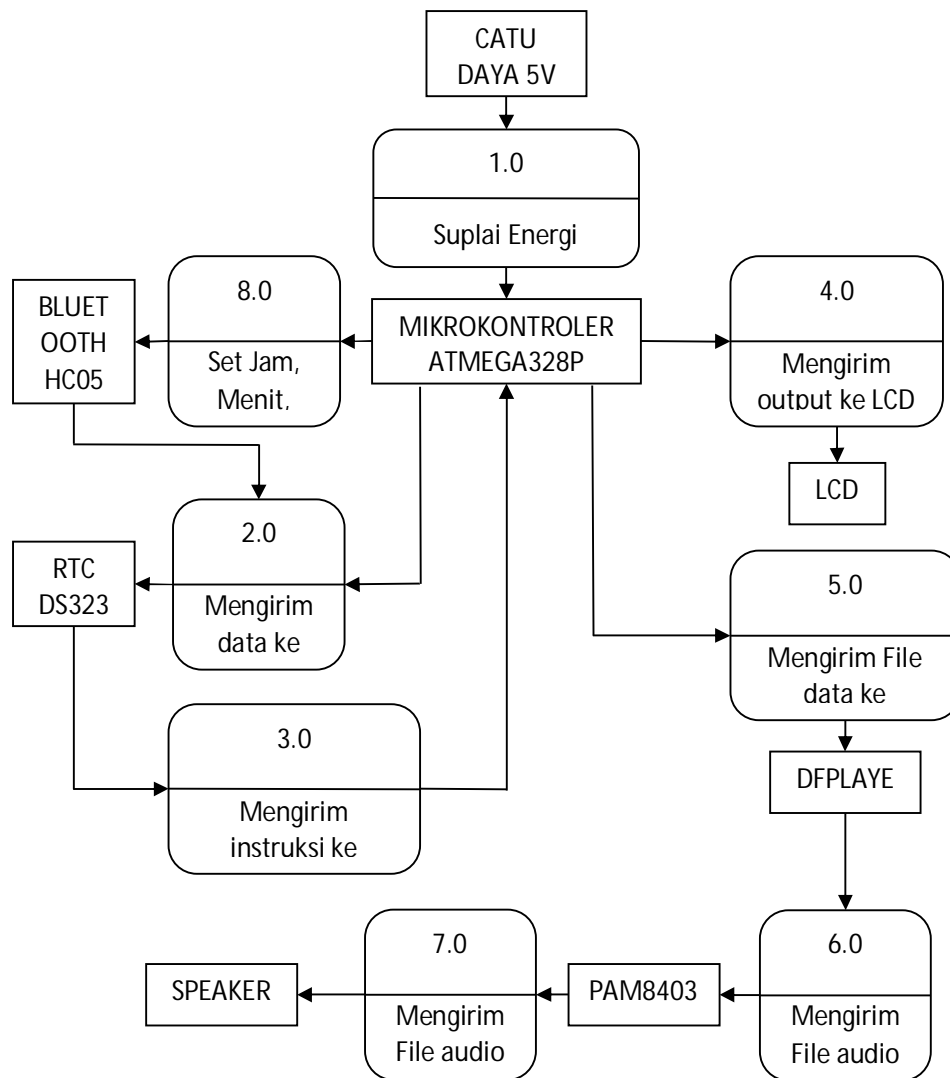 CATU
DAYA 5V
1.0
Suplai Energi
BLUET
OOTH
HC05
8.0
Set Jam,
Menit,
MIKROKONTROLER
ATMEGA328P
4.0
Mengirim
output ke LCD
LCD
2.0
Mengirim
data ke
RTC
DS323
5.0
Mengirim File
data ke
3.0
Mengirim
instruksi ke
DFPLAYE
7.0
Mengirim
File audio
6.0
Mengirim
File audio
SPEAKER
PAM8403